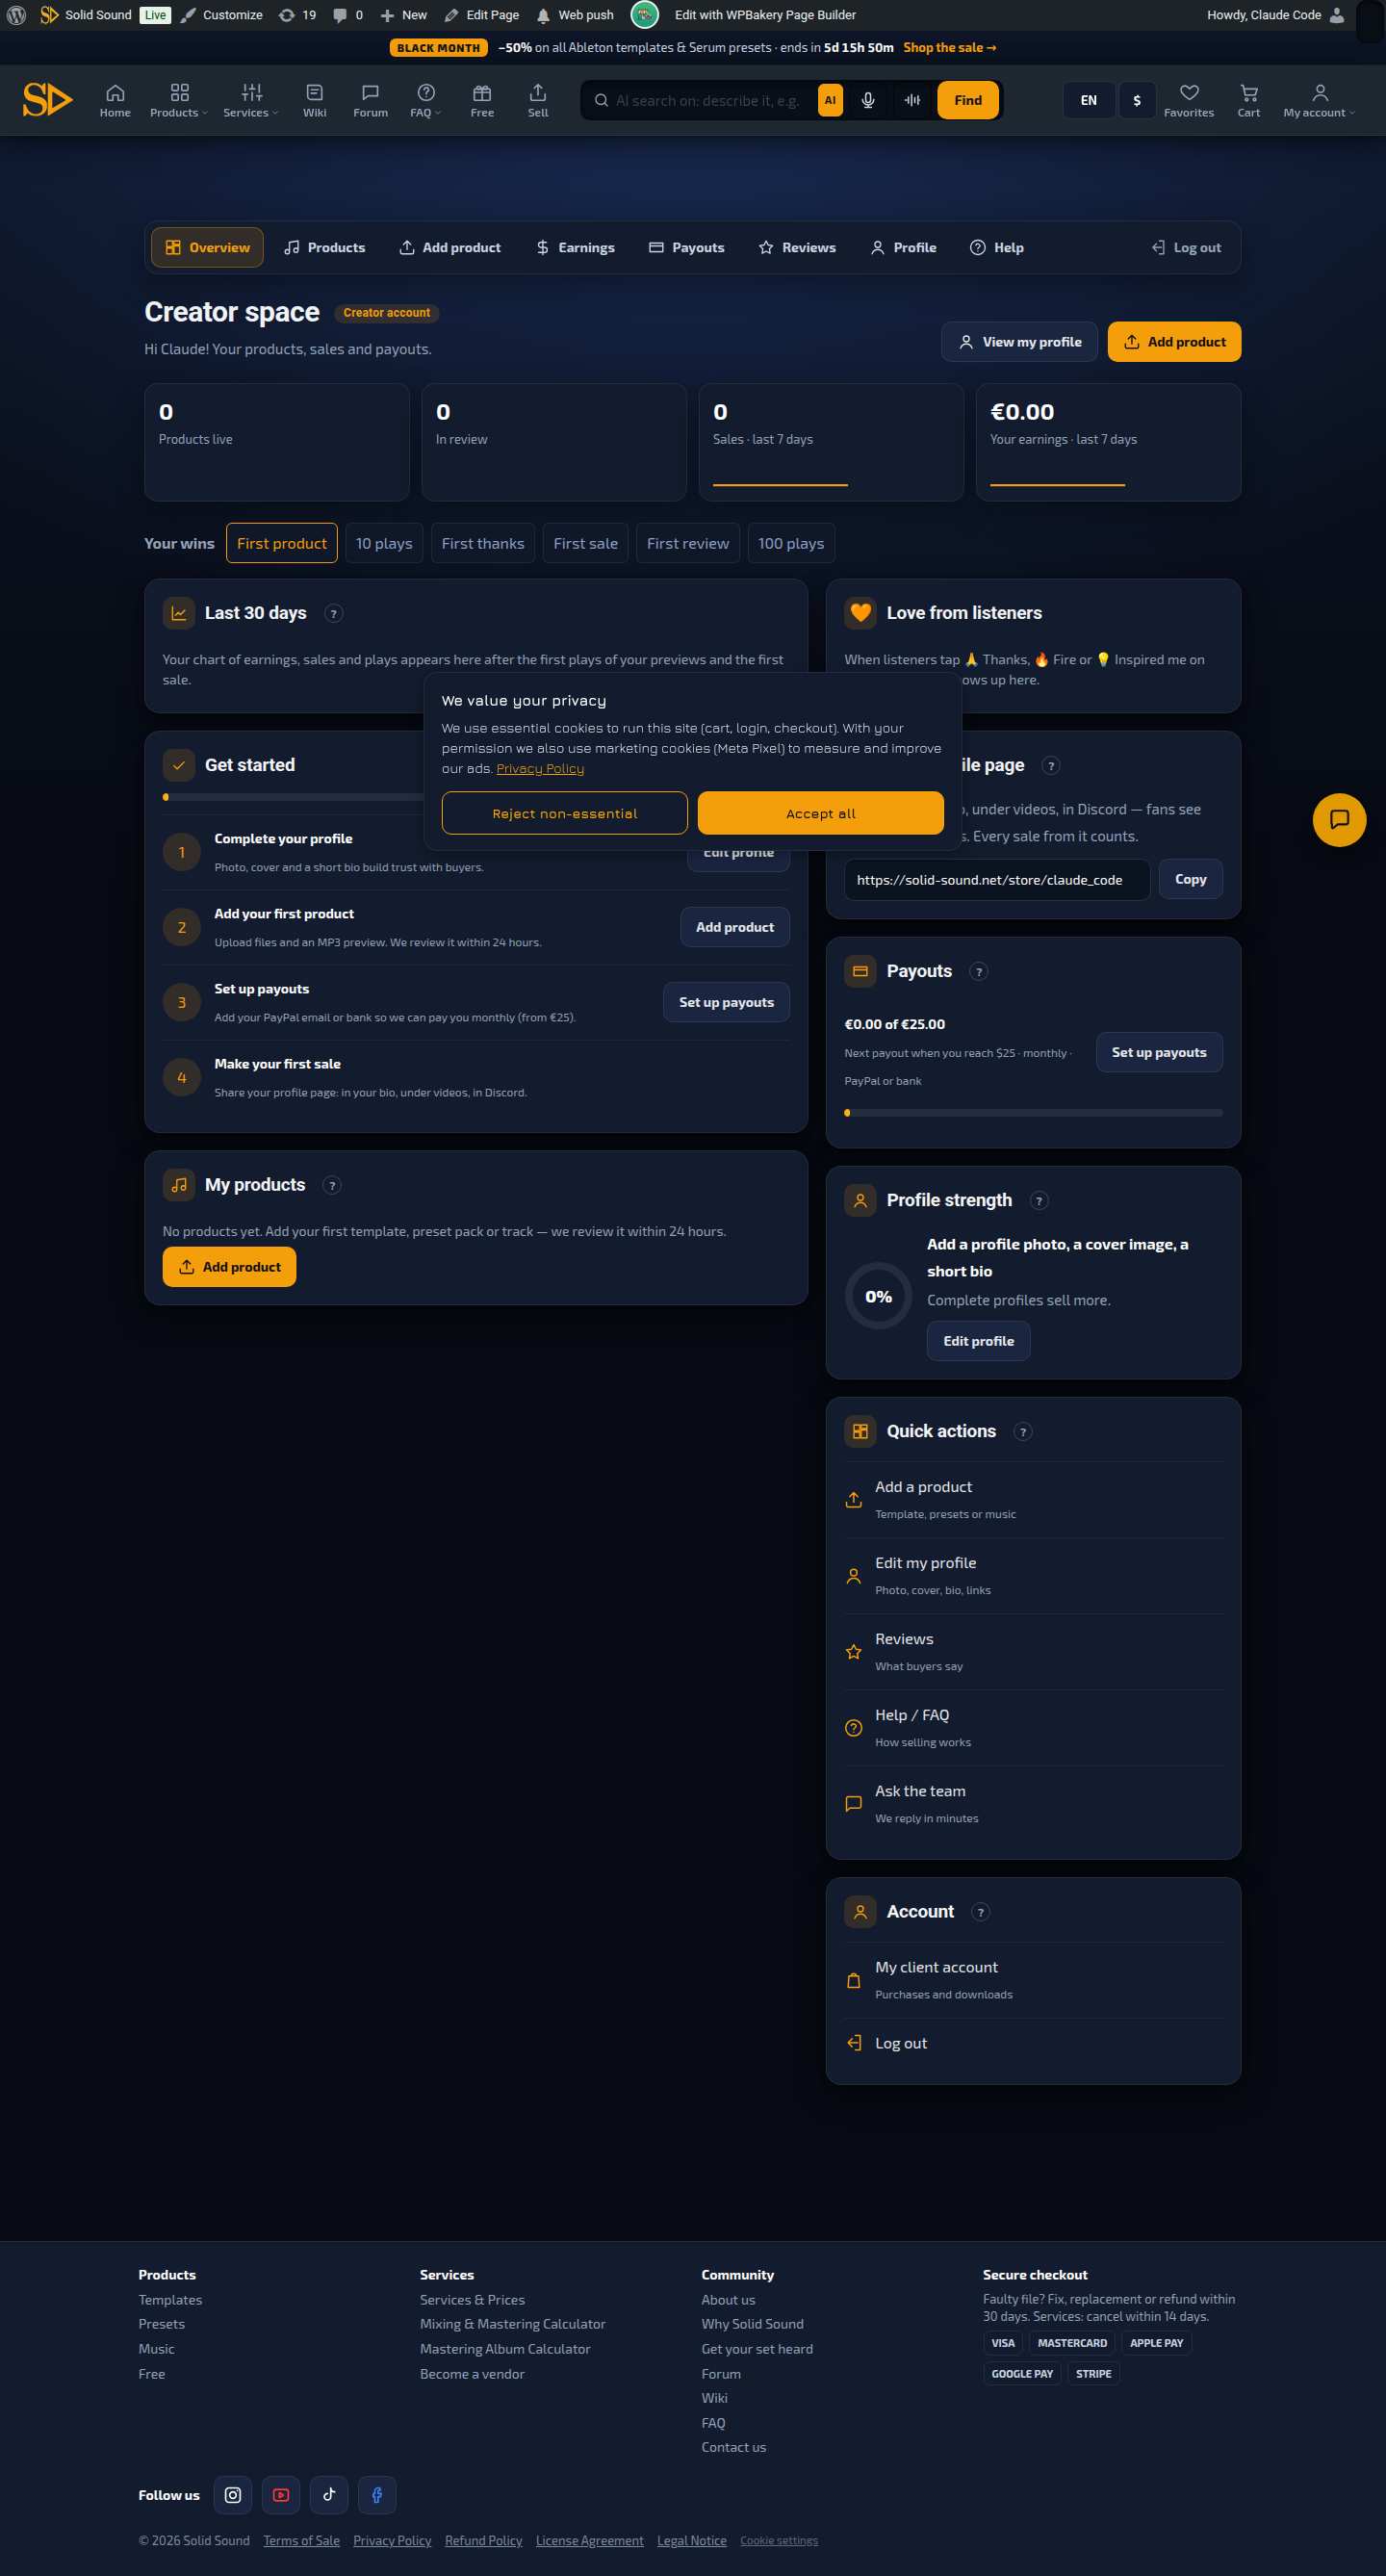 Solid Sound Live Customize 19 0 New Edit Page Web push Edit with WPBakery Page Builder Howdy, Claude Code
BLACK MONTH −50% on all Ableton templates & Serum presets · ends in 5d 15h 50m Shop the sale →
Home Products Services Wiki Forum FAQ Free Sell
AI search on: describe it, e.g. AI Find
EN $ Favorites Cart My account
Overview Products Add product Earnings Payouts Reviews Profile Help Log out
Creator space Creator account
Hi Claude! Your products, sales and payouts.
View my profile Add product
0
Products live
0
In review
0
Sales · last 7 days
€0.00
Your earnings · last 7 days
Your wins First product 10 plays First thanks First sale First review 100 plays
Last 30 days ?
Your chart of earnings, sales and plays appears here after the first plays of your previews and the first
sale.
Love from listeners
When listeners tap 🙏 Thanks, 🔥 Fire or 💡 Inspired me on
ows up here.
We value your privacy
We use essential cookies to run this site (cart, login, checkout). With your
permission we also use marketing cookies (Meta Pixel) to measure and improve
our ads. Privacy Policy
Reject non-essential Accept all
Get started
1
Complete your profile
Photo, cover and a short bio build trust with buyers.
Edit profile
2
Add your first product
Upload files and an MP3 preview. We review it within 24 hours.
Add product
3
Set up payouts
Add your PayPal email or bank so we can pay you monthly (from €25).
Set up payouts
4
Make your first sale
Share your profile page: in your bio, under videos, in Discord.
My products ?
No products yet. Add your first template, preset pack or track — we review it within 24 hours.
Add product
ile page ?
, under videos, in Discord — fans see
s. Every sale from it counts.
https://solid-sound.net/store/claude_code Copy
Payouts ?
€0.00 of €25.00
Next payout when you reach $25 · monthly ·
PayPal or bank
Set up payouts
Profile strength ?
0%
Add a profile photo, a cover image, a
short bio
Complete profiles sell more.
Edit profile
Quick actions ?
Add a product
Template, presets or music
Edit my profile
Photo, cover, bio, links
Reviews
What buyers say
Help / FAQ
How selling works
Ask the team
We reply in minutes
Account ?
My client account
Purchases and downloads
Log out
Products
Templates
Presets
Music
Free
Services
Services & Prices
Mixing & Mastering Calculator
Mastering Album Calculator
Become a vendor
Community
About us
Why Solid Sound
Get your set heard
Forum
Wiki
FAQ
Contact us
Secure checkout
Faulty file? Fix, replacement or refund within
30 days. Services: cancel within 14 days.
VISA MASTERCARD APPLE PAY
GOOGLE PAY STRIPE
Follow us
© 2026 Solid Sound Terms of Sale Privacy Policy Refund Policy License Agreement Legal Notice Cookie settings